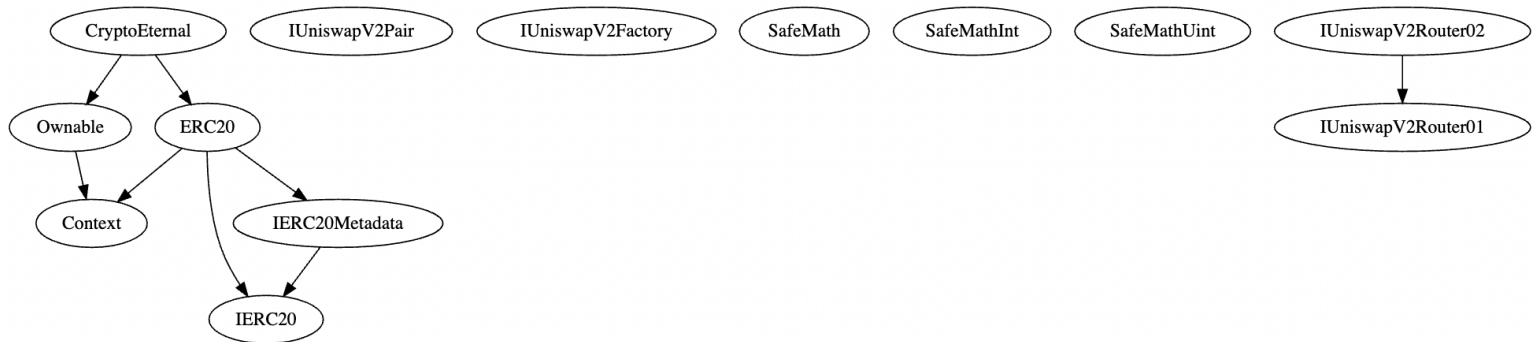 CryptoEternal
IUniswapV2Pair
IUniswapV2Factory
SafeMath
SafeMathInt
SafeMathUint
IUniswapV2Router02
Ownable
ERC20
IUniswapV2Router01
Context
IERC20Metadata
IERC20